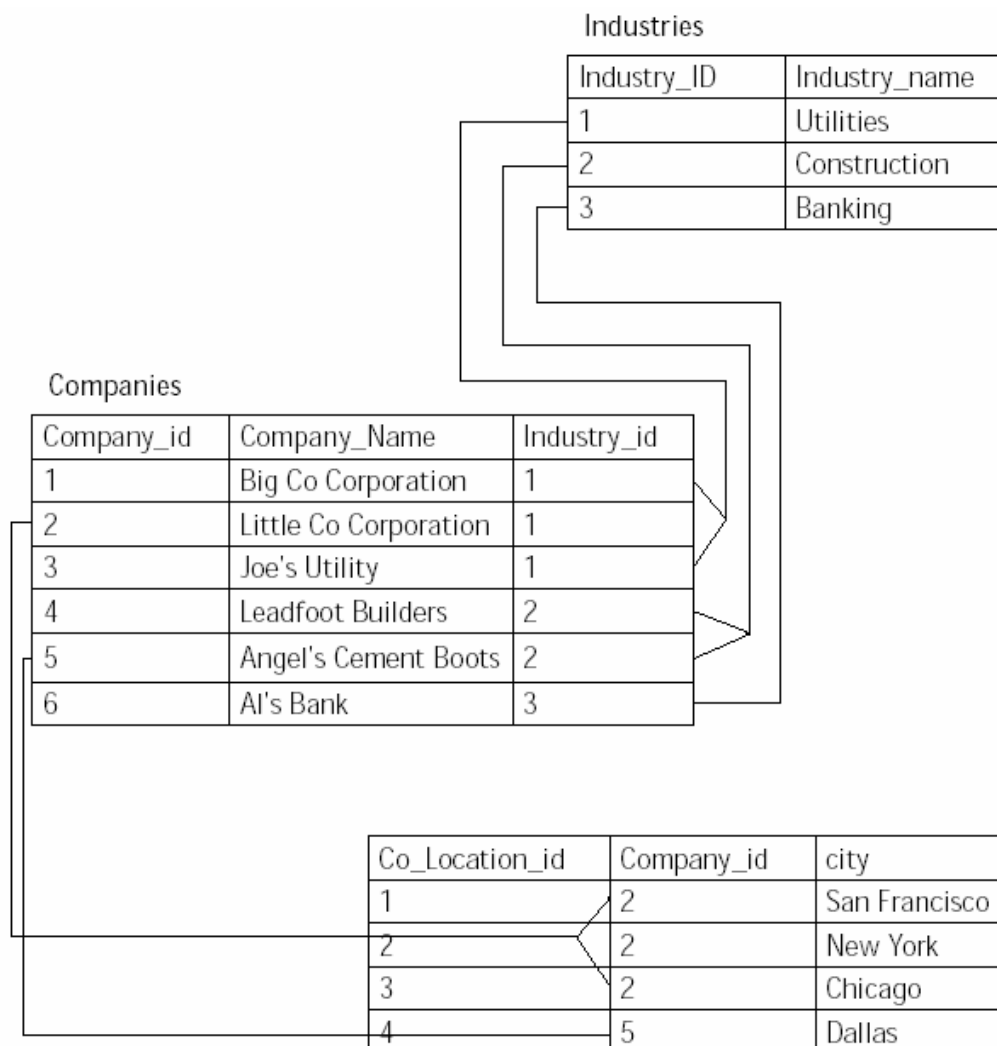 Industries
Industry_ID Industry_name
1 Utilities
2 Construction
3 Banking
Companies
Company_id Company_Name Industry_id
1 Big Co Corporation 1
2 Little Co Corporation 1
3 Joe's Utility 1
4 Leadfoot Builders 2
5 Angel's Cement Boots 2
6 Al's Bank 3
Co_Location_id Company_id city
1 2 San Francisco
2 2 New York
3 2 Chicago
4 5 Dallas